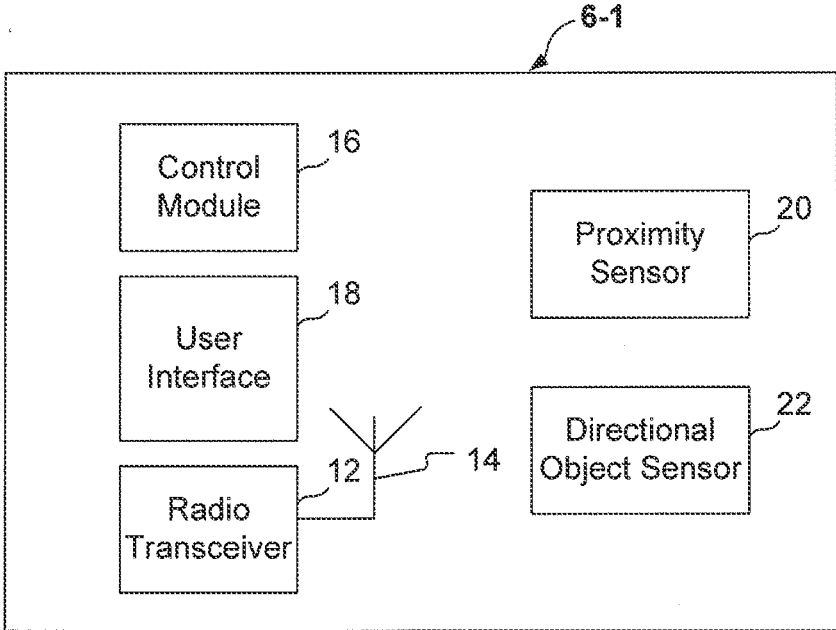 6-1
Control
Module
16
User
Interface
18
Radio
Transceiver
12
14
Proximity
Sensor
20
Directional
Object Sensor
22